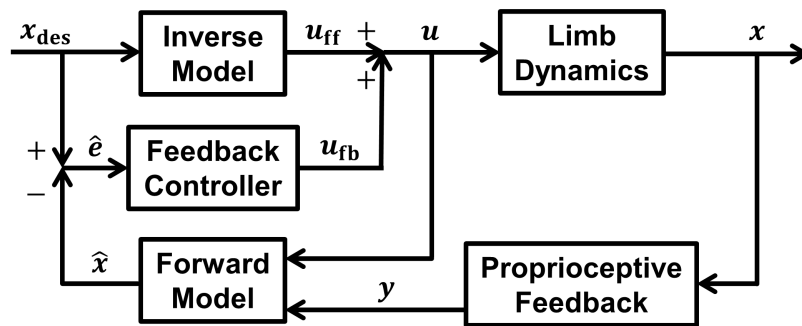 x_des
Inverse
Model
u_ff
+
+
u
Limb
Dynamics
x
+
−
ê
Feedback
Controller
u_fb
x̂
Forward
Model
y
Proprioceptive
Feedback